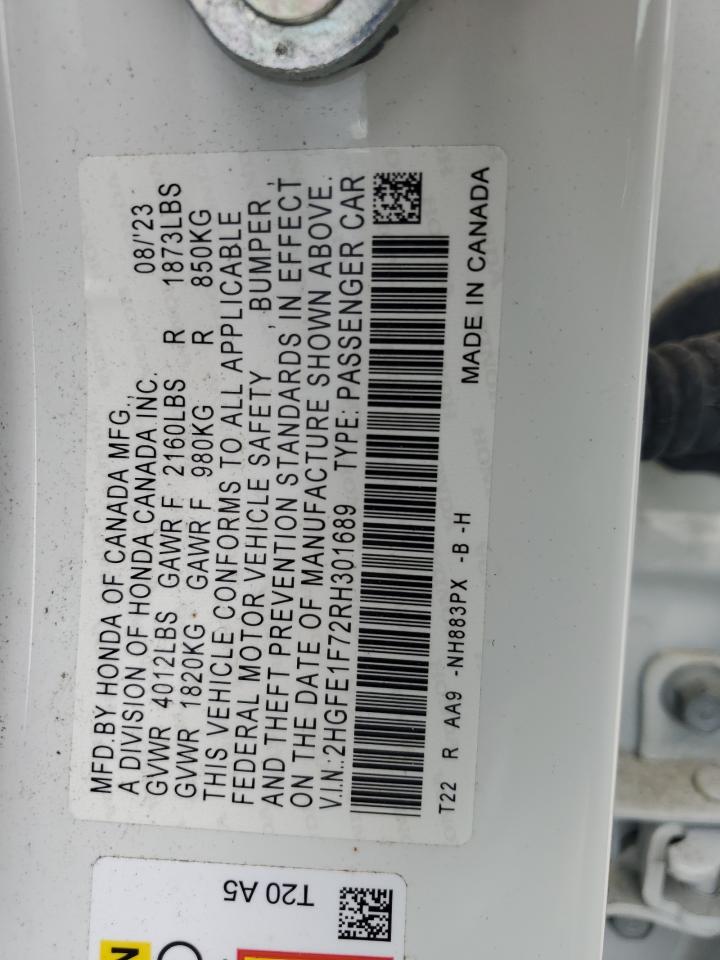 MFD.BY HONDA OF CANADA MFG.,
A DIVISION OF HONDA CANADA INC. 08/'23
GVWR 4012LBS GAWR F 2160LBS R 1873LBS
GVWR 1820KG GAWR F 980KG R 850KG
THIS VEHICLE CONFORMS TO ALL APPLICABLE
FEDERAL MOTOR VEHICLE SAFETY, BUMPER,
AND THEFT PREVENTION STANDARDS IN EFFECT
ON THE DATE OF MANUFACTURE SHOWN ABOVE.
V.I.N.:2HGFE1F72RH301689 TYPE: PASSENGER CAR
T22 R AA9 -NH883PX -B -H MADE IN CANADA
T20 A5